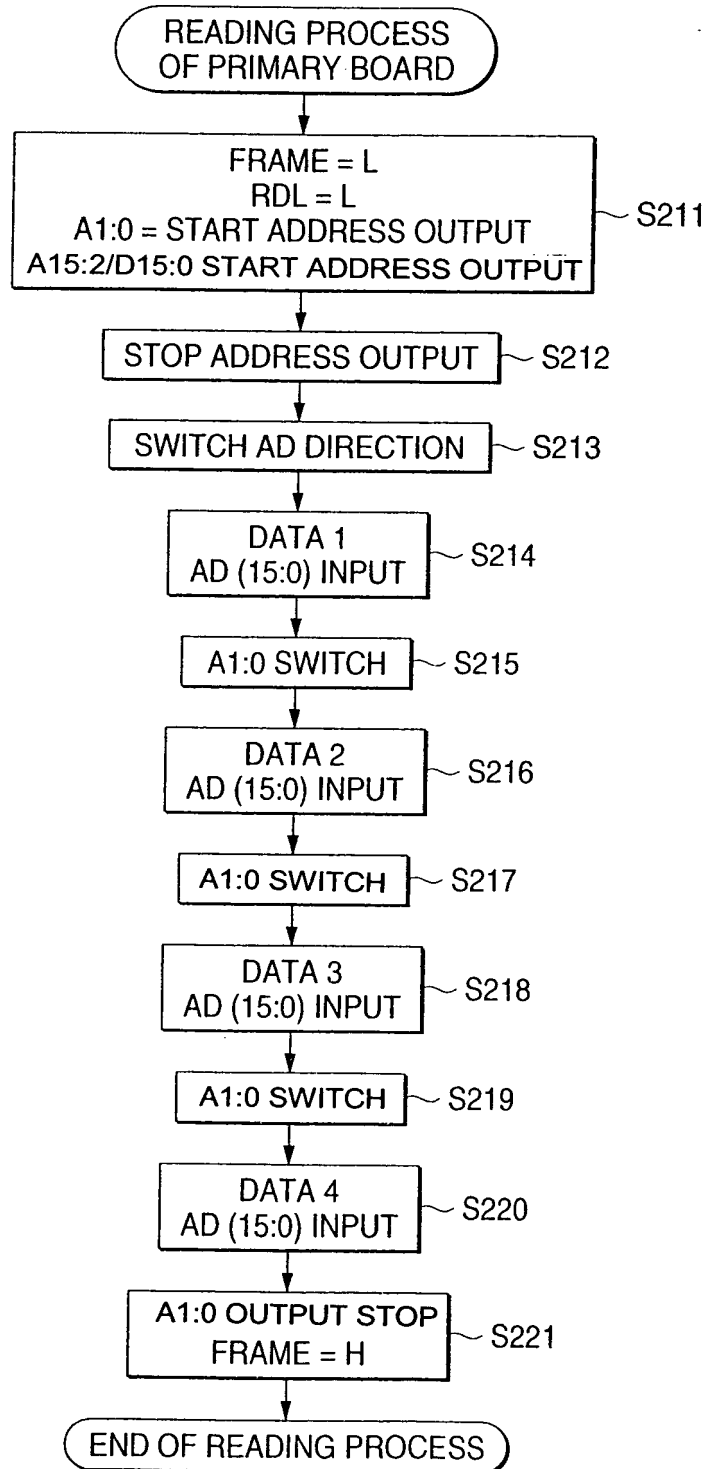 READING PROCESS
OF PRIMARY BOARD
FRAME = L
RDL = L
A1:0 = START ADDRESS OUTPUT
A15:2/D15:0 START ADDRESS OUTPUT
S211
STOP ADDRESS OUTPUT
S212
SWITCH AD DIRECTION
S213
DATA 1
AD (15:0) INPUT
S214
A1:0 SWITCH
S215
DATA 2
AD (15:0) INPUT
S216
A1:0 SWITCH
S217
DATA 3
AD (15:0) INPUT
S218
A1:0 SWITCH
S219
DATA 4
AD (15:0) INPUT
S220
A1:0 OUTPUT STOP
FRAME = H
S221
END OF READING PROCESS